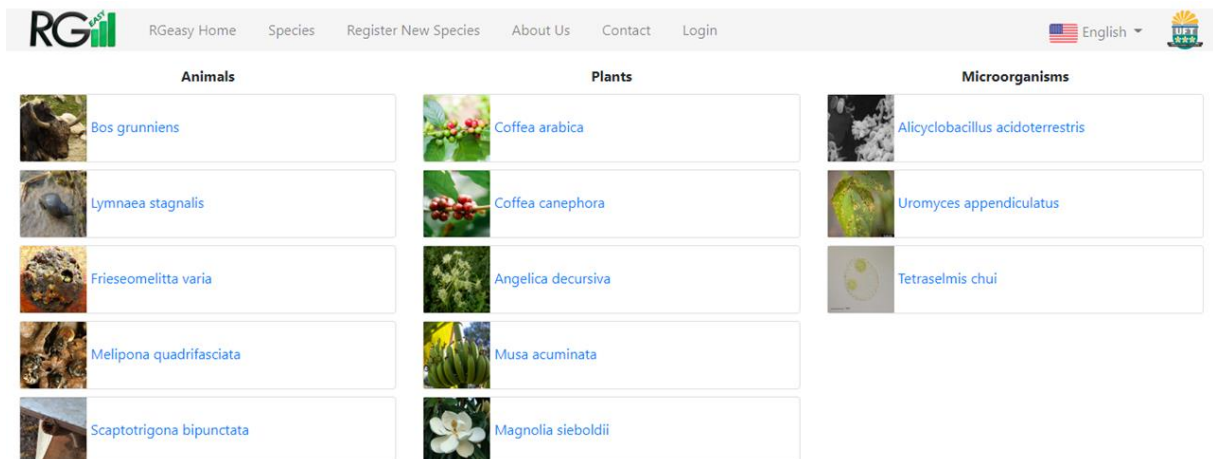 RG EASY
RGeasy Home Species Register New Species About Us Contact Login English UFT
Animals Plants Microorganisms
Bos grunniens Coffea arabica Alicyclobacillus acidoterrestris
Lymnaea stagnalis Coffea canephora Uromyces appendiculatus
Frieseomelitta varia Angelica decursiva Tetraselmis chui
Melipona quadrifasciata Musa acuminata
Scaptotrigona bipunctata Magnolia sieboldii